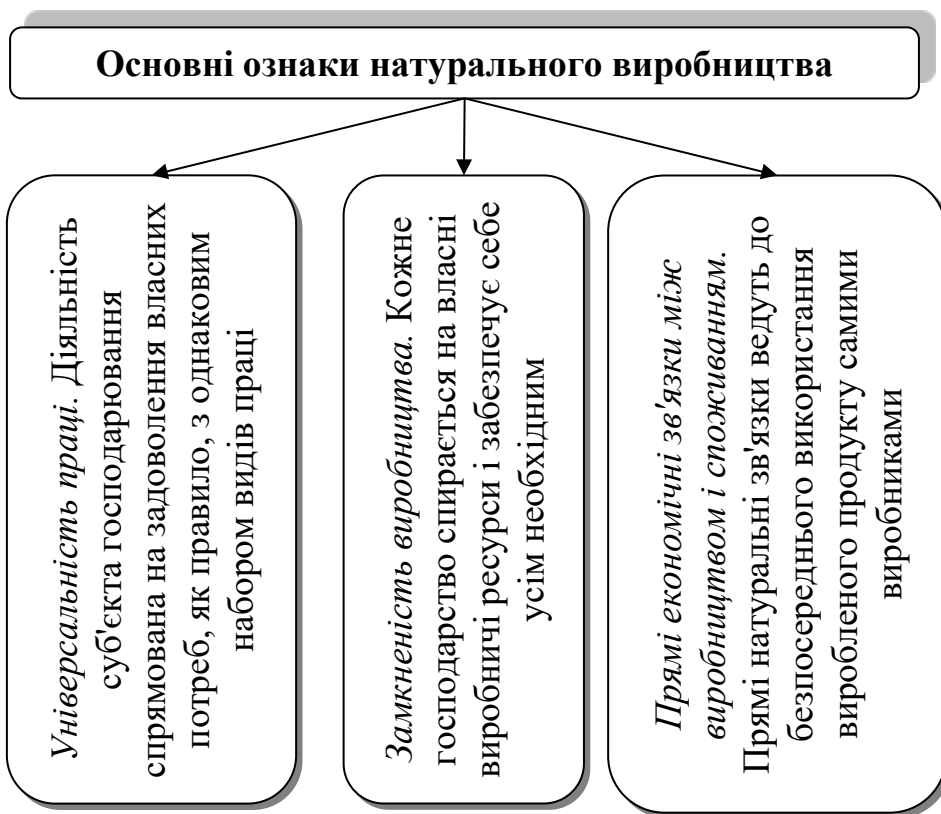 Основні ознаки натурального виробництва
Універсальність праці. Діяльність
суб'єкта господарювання
спрямована на задоволення власних
потреб, як правило, з однаковим
набором видів праці
Замкненість виробництва. Кожне
господарство спирається на власні
виробничі ресурси і забезпечує себе
усім необхідним
Прямі економічні зв'язки між
виробництвом і споживанням.
Прямі натуральні зв'язки ведуть до
безпосереднього використання
виробленого продукту самими
виробниками